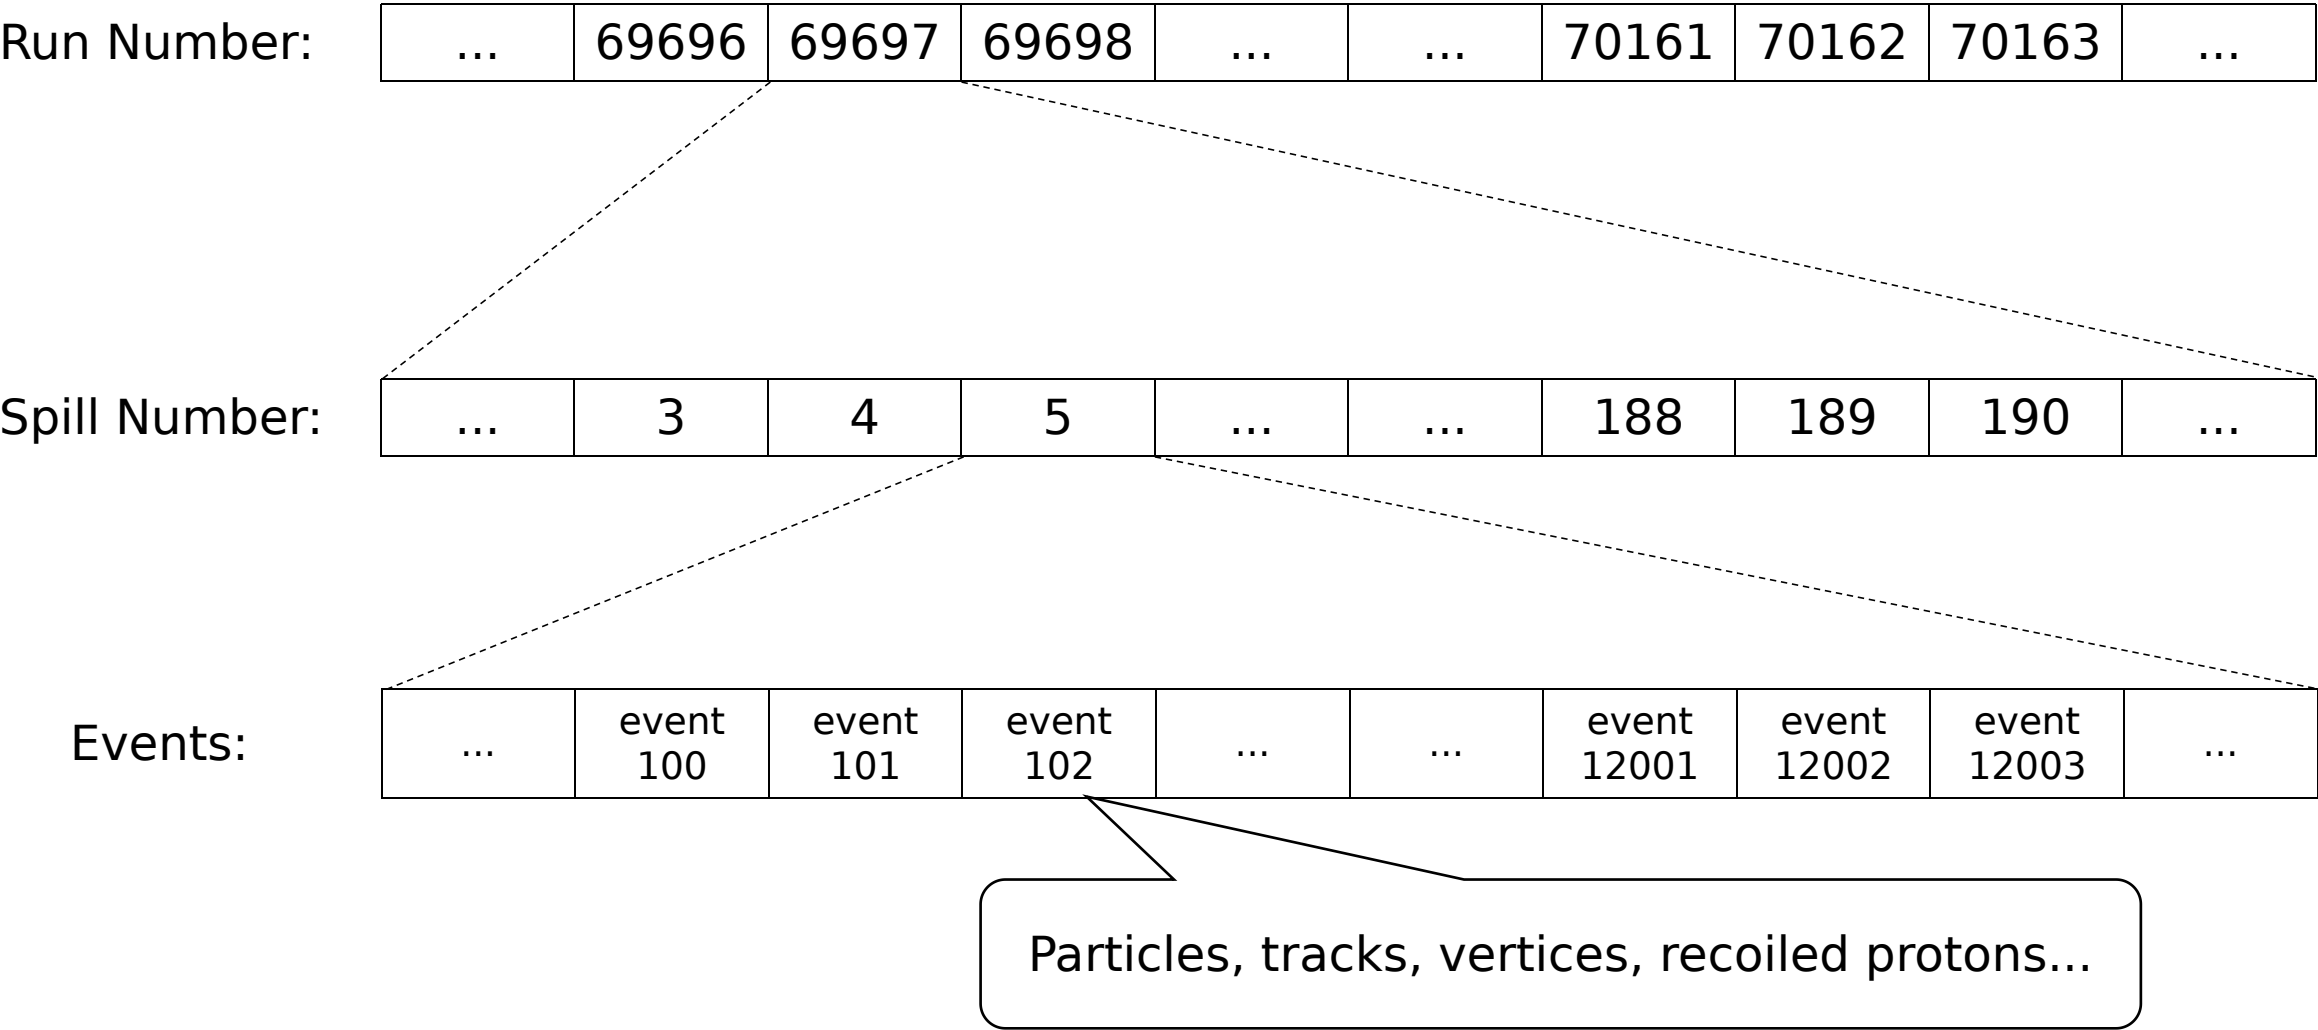 Run Number: ... 69696 69697 69698 ... ... 70161 70162 70163 ...
Spill Number: ... 3 4 5 ... ... 188 189 190 ...
Events: ... event 100 event 101 event 102 ... ... event 12001 event 12002 event 12003 ...
Particles, tracks, vertices, recoiled protons...